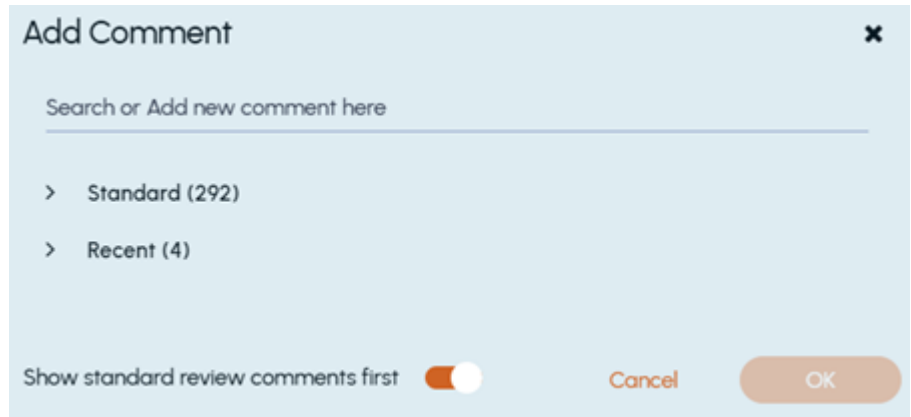 Add Comment
Search or Add new comment here
Standard (292)
Recent (4)
Show standard review comments first Cancel OK